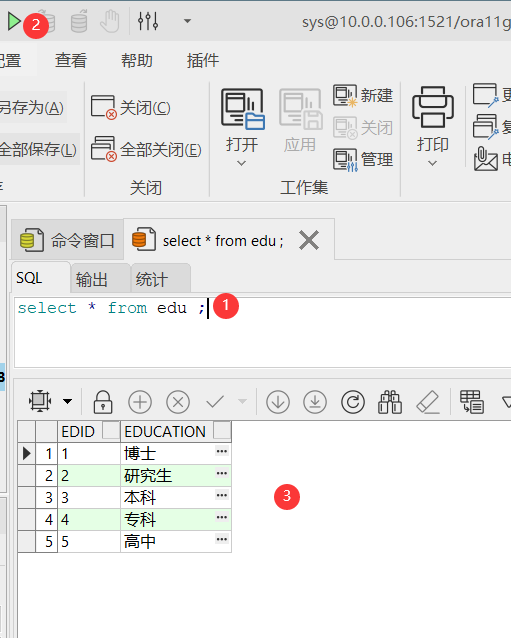 2 sys@10.0.0.106:1521/ora11g
配置 查看 帮助 插件
另存为(A) 关闭(C) 新建
全部保存(L) 全部关闭(E) 打开 应用 关闭 打印
管理
关闭 工作集
命令窗口 select * from edu ;
SQL 输出 统计
select * from edu ; 1
EDID EDUCATION
1 1 博士 ···
2 2 研究生 ···
3 3 本科 ··· 3
4 4 专科 ···
5 5 高中 ···